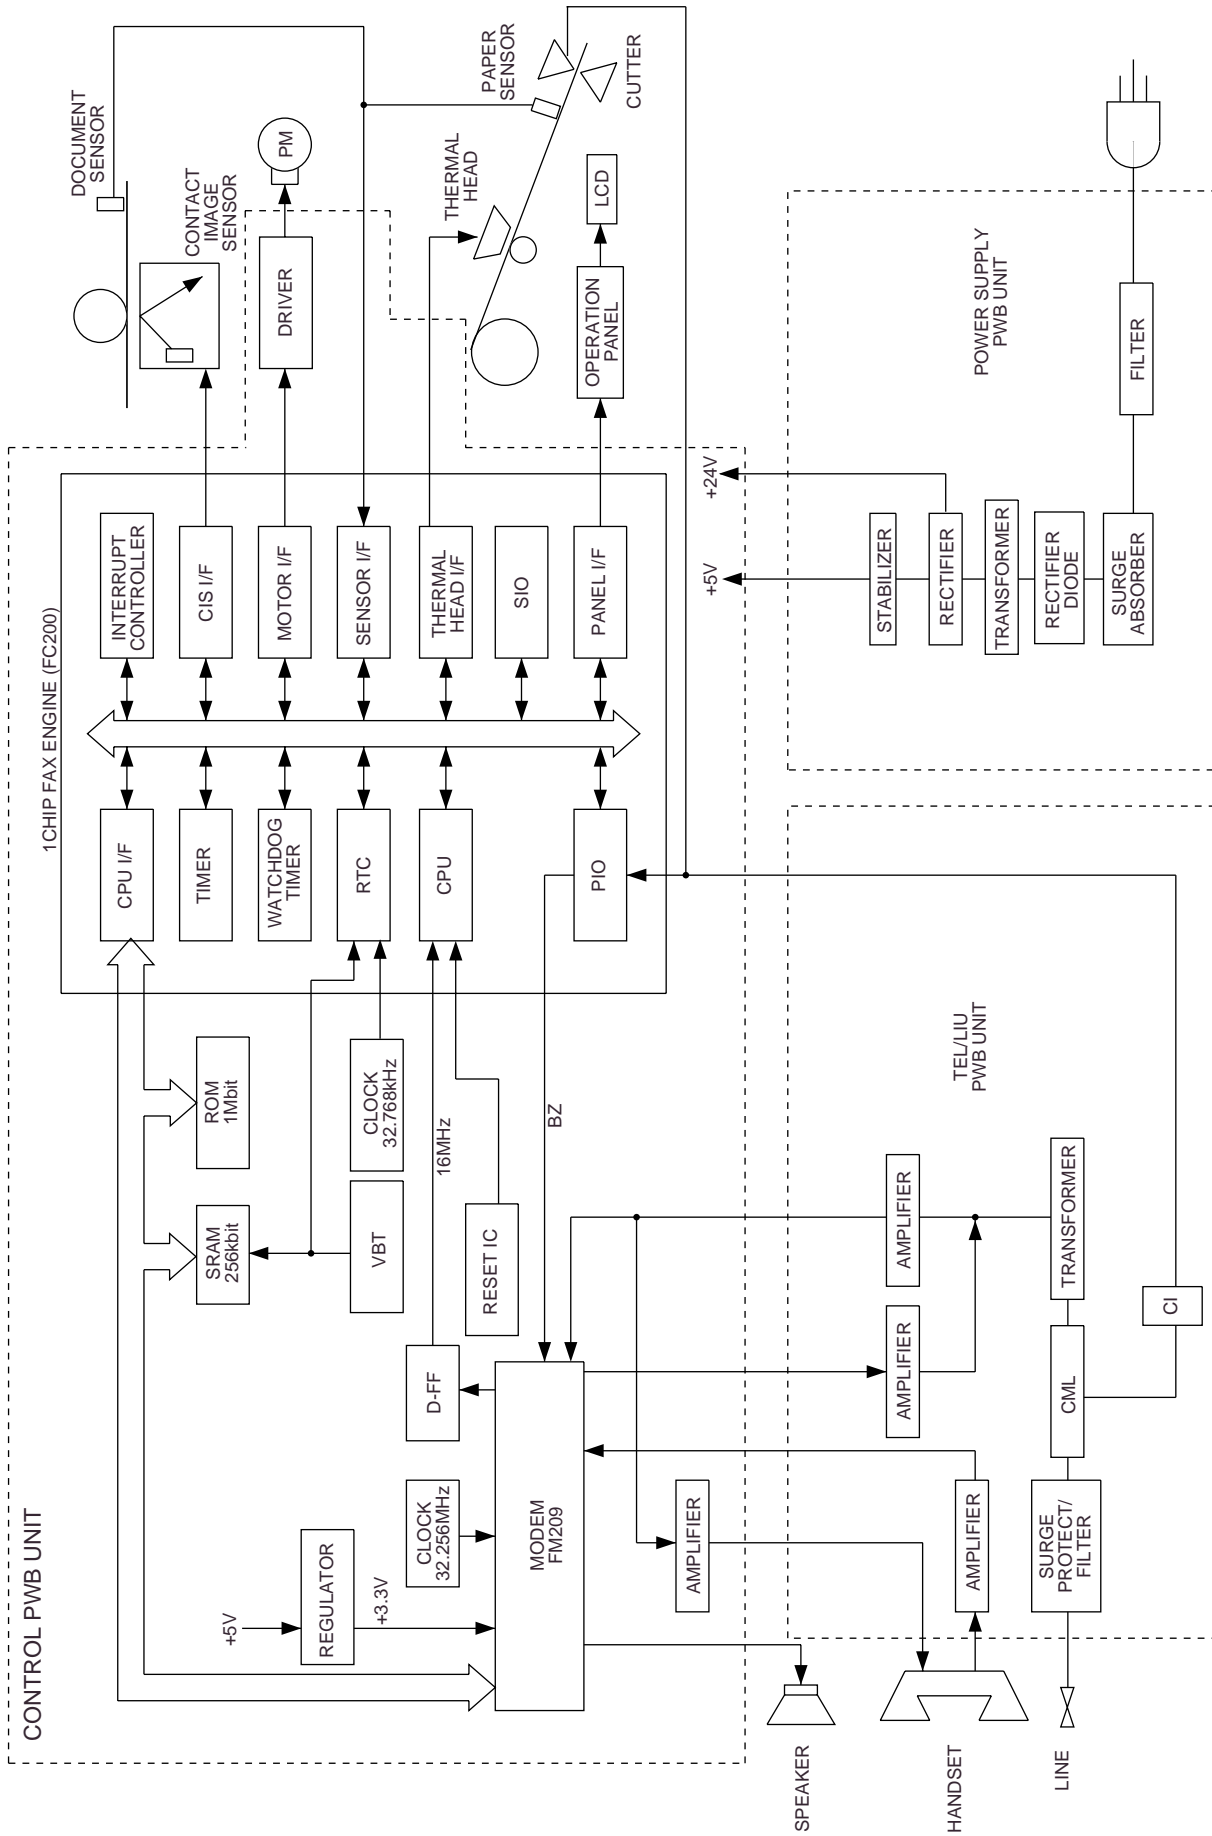 CONTROL PWB UNIT
1CHIP FAX ENGINE (FC200)
DOCUMENT
SENSOR
CONTACT
IMAGE
SENSOR
PM
DRIVER
THERMAL
HEAD
PAPER
SENSOR
CUTTER
LCD
OPERATION
PANEL
INTERRUPT
CONTROLLER
CIS I/F
MOTOR I/F
SENSOR I/F
THERMAL
HEAD I/F
SIO
PANEL I/F
CPU I/F
TIMER
WATCHDOG
TIMER
RTC
CPU
PIO
ROM
1Mbit
SRAM
256kbit
CLOCK
32.768kHz
VBT
16MHz
RESET IC
BZ
D-FF
CLOCK
32.256MHz
+5V
REGULATOR
+3.3V
MODEM
FM209
TEL/LIU
PWB UNIT
AMPLIFIER
AMPLIFIER
AMPLIFIER
AMPLIFIER
TRANSFORMER
CML
CI
SURGE
PROTECT/
FILTER
SPEAKER
HANDSET
LINE
POWER SUPPLY
PWB UNIT
+24V
+5V
STABILIZER
RECTIFIER
TRANSFORMER
RECTIFIER
DIODE
SURGE
ABSORBER
FILTER